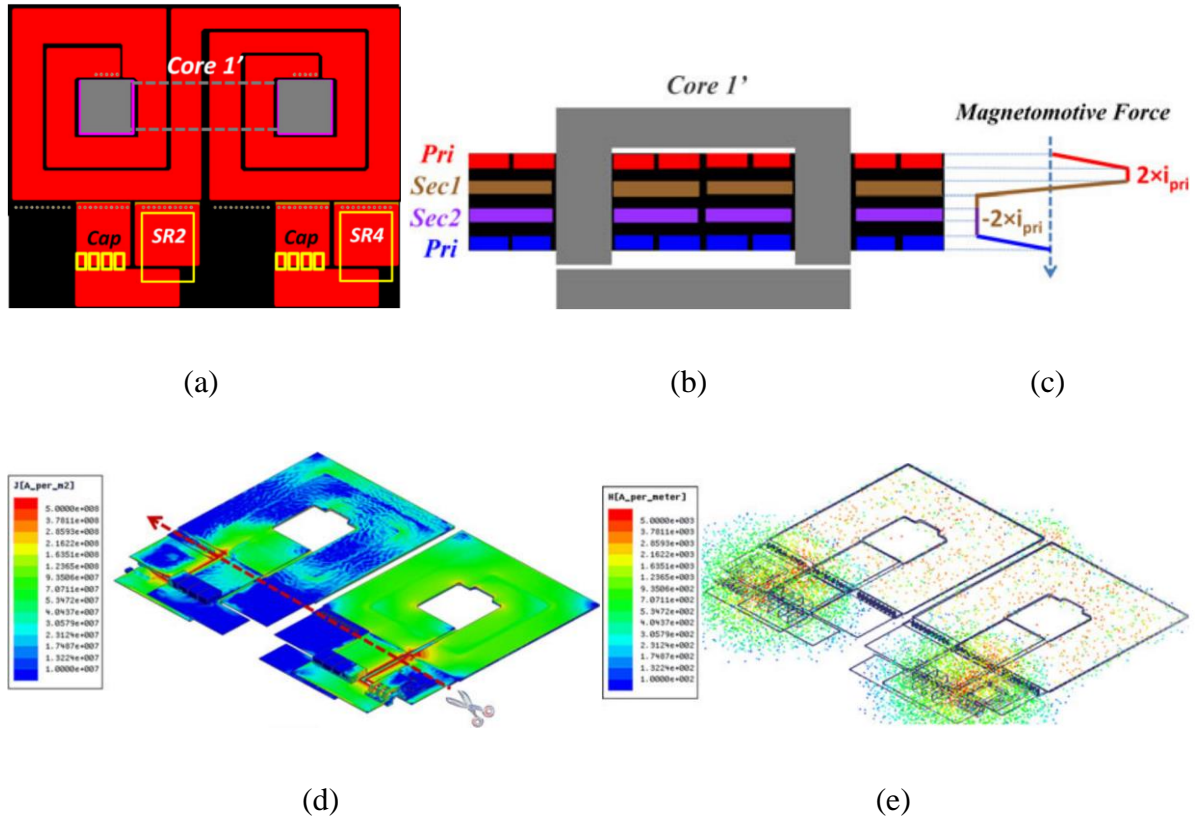 Core 1'
Cap
SR2
Cap
SR4
(a)
Core 1'
Pri
Sec1
Sec2
Pri
(b)
Magnetomotive Force
2×i_pri
-2×i_pri
(c)
J[A_per_m2]
5.0000e+008
3.7811e+008
2.8593e+008
2.1622e+008
1.6351e+008
1.2365e+008
9.3506e+007
7.0711e+007
5.3472e+007
4.0437e+007
3.0579e+007
2.3124e+007
1.7487e+007
1.3224e+007
1.0000e+007
(d)
H[A_per_meter]
5.0000e+003
3.7811e+003
2.8593e+003
2.1622e+003
1.6351e+003
1.2365e+003
9.3506e+002
7.0711e+002
5.3472e+002
4.0437e+002
3.0579e+002
2.3124e+002
1.7487e+002
1.3224e+002
1.0000e+002
(e)